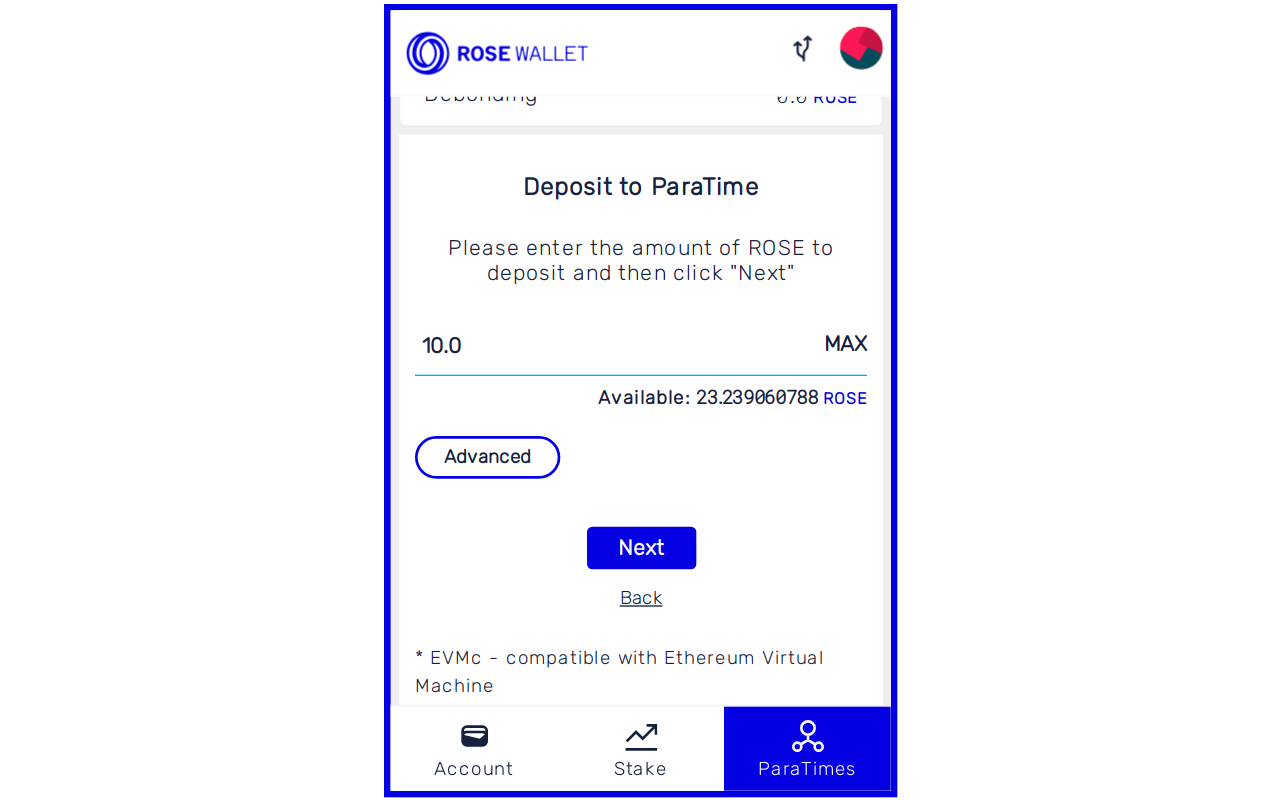 ROSE WALLET
Debonding 0.0 ROSE
Deposit to ParaTime
Please enter the amount of ROSE to
deposit and then click "Next"
10.0 MAX
Available: 23.239060788 ROSE
Advanced
Next
Back
* EVMc - compatible with Ethereum Virtual
Machine
Account Stake ParaTimes